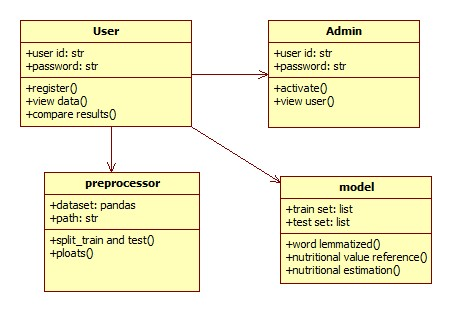 User
+user id: str
+password: str
+register()
+view data()
+compare results()
Admin
+user id: str
+password: str
+activate()
+view user()
preprocessor
+dataset: pandas
+path: str
+split_train and test()
+ploats()
model
+train set: list
+test set: list
+word lemmatized()
+nutritional value reference()
+nutritional estimation()